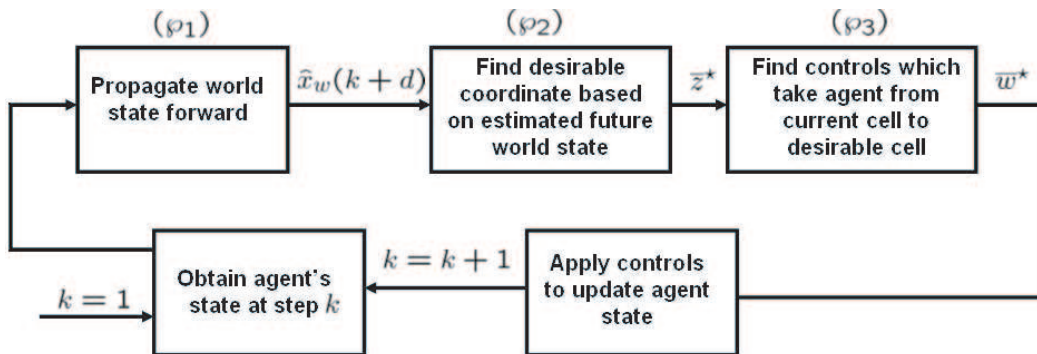 (℘₁)
(℘₂)
(℘₃)
Propagate world
state forward
x̂_w(k + d)
Find desirable
coordinate based
on estimated future
world state
z̅*
Find controls which
take agent from
current cell to
desirable cell
w̅*
k = 1
Obtain agent's
state at step k
k = k + 1
Apply controls
to update agent
state